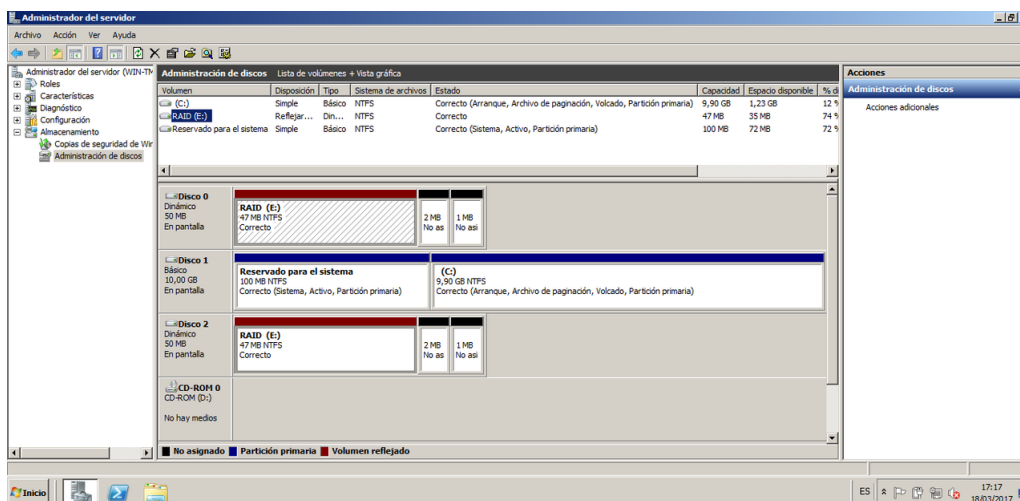 Administrador del servidor
Archivo Acción Ver Ayuda
Administrador del servidor (WIN-TM
Roles
Características
Diagnóstico
Configuración
Almacenamiento
Copias de seguridad de Wir
Administración de discos
Administración de discos Lista de volúmenes + Vista gráfica
Volumen Disposición Tipo Sistema de archivos Estado Capacidad Espacio disponible % di
(C:) Simple Básico NTFS Correcto (Arranque, Archivo de paginación, Volcado, Partición primaria) 9,90 GB 1,23 GB 12 %
RAID (E:) Reflejar... Din... NTFS Correcto 47 MB 35 MB 74 %
Reservado para el sistema Simple Básico NTFS Correcto (Sistema, Activo, Partición primaria) 100 MB 72 MB 72 %
Disco 0
Dinámico
50 MB
En pantalla
RAID (E:)
47 MB NTFS
Correcto
2 MB
No as
1 MB
No asi
Disco 1
Básico
10,00 GB
En pantalla
Reservado para el sistema
100 MB NTFS
Correcto (Sistema, Activo, Partición primaria)
(C:)
9,90 GB NTFS
Correcto (Arranque, Archivo de paginación, Volcado, Partición primaria)
Disco 2
Dinámico
50 MB
En pantalla
RAID (E:)
47 MB NTFS
Correcto
2 MB
No as
1 MB
No asi
CD-ROM 0
CD-ROM (D:)
No hay medios
No asignado Partición primaria Volumen reflejado
Acciones
Administración de discos
Acciones adicionales
Inicio
ES
17:17
18/03/2017